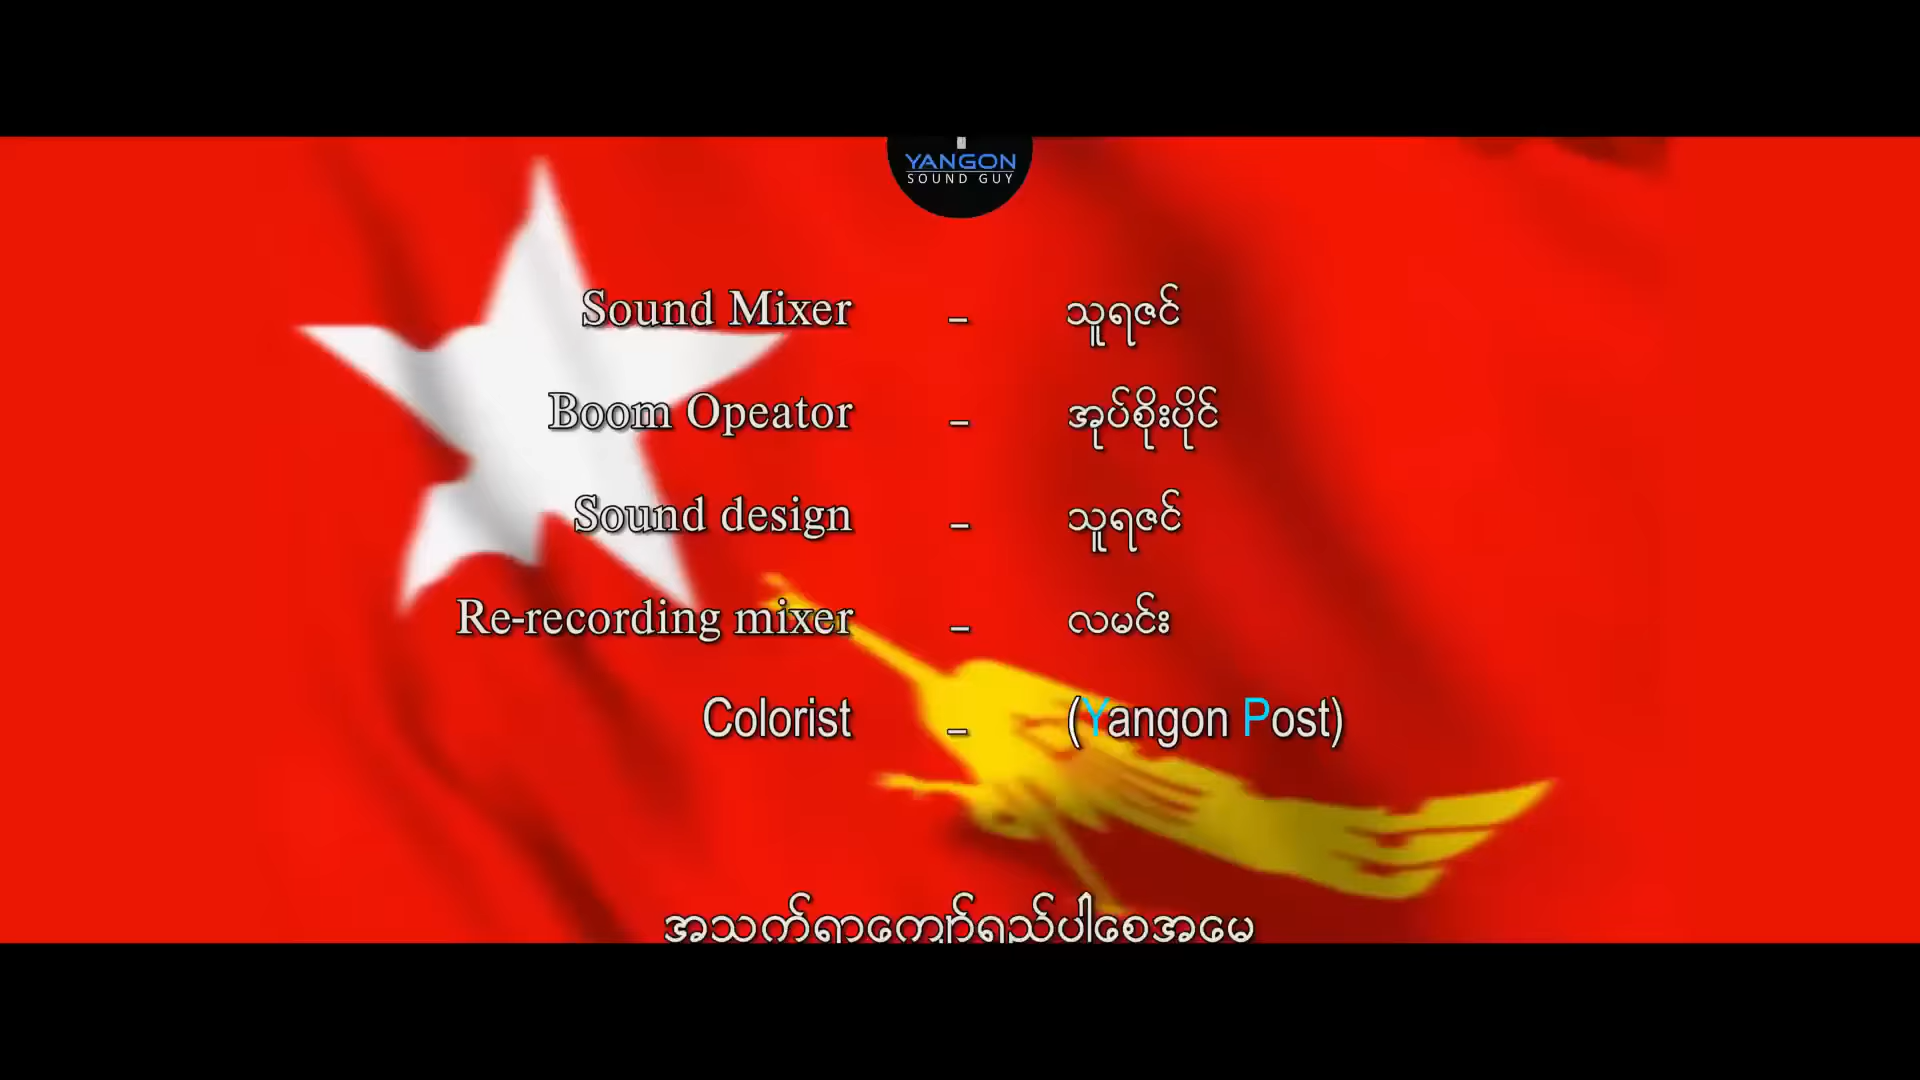 YANGON
SOUND GUY
Sound Mixer – သူရဇင်
Boom Opeator – အုပ်စိုးပိုင်
Sound design – သူရဇင်
Re-recording mixer – လမင်း
Colorist – (Yangon Post)
အသက်ရာကျော်ရှည်ပါစေအမေ